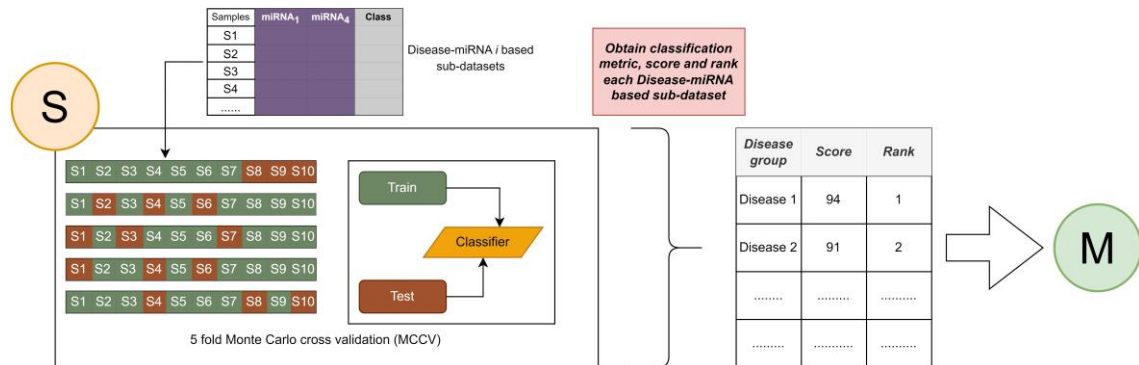 Samples miRNA1 miRNA4 Class
S1
S2
S3
S4
......
Disease-miRNA i based
sub-datasets
Obtain classification
metric, score and rank
each Disease-miRNA
based sub-dataset
S
S1 S2 S3 S4 S5 S6 S7 S8 S9 S10
S1 S2 S3 S4 S5 S6 S7 S8 S9 S10
S1 S2 S3 S4 S5 S6 S7 S8 S9 S10
S1 S2 S3 S4 S5 S6 S7 S8 S9 S10
S1 S2 S3 S4 S5 S6 S7 S8 S9 S10
Train
Classifier
Test
5 fold Monte Carlo cross validation (MCCV)
Disease
group Score Rank
Disease 1 94 1
Disease 2 91 2
........ ......... .........
........ .......... .........
M